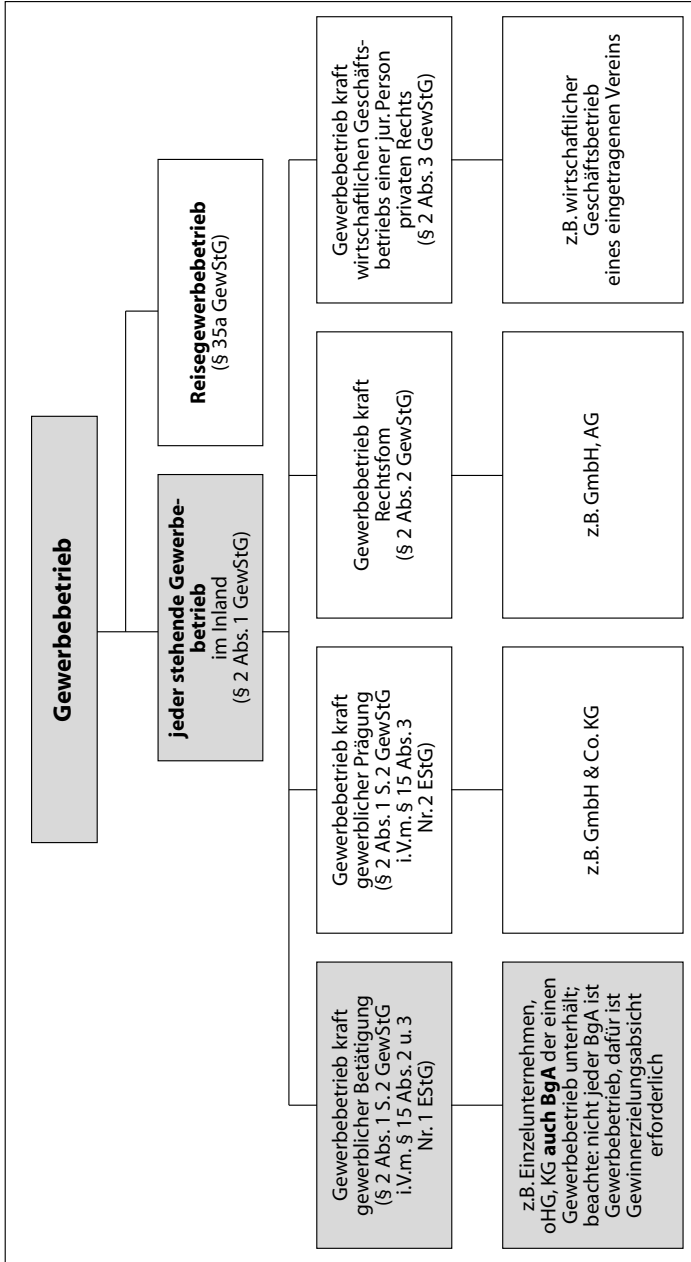 Gewerbebetrieb
jeder stehende Gewerbe-
betrieb
im Inland
(§ 2 Abs. 1 GewStG)
Reisegewerbebetrieb
(§ 35a GewStG)
Gewerbebetrieb kraft
gewerblicher Betätigung
(§ 2 Abs. 1 S. 2 GewStG
i.V.m. § 15 Abs. 2 u. 3
Nr. 1 EStG)
Gewerbebetrieb kraft
gewerblicher Prägung
(§ 2 Abs. 1 S. 2 GewStG
i.V.m. § 15 Abs. 3
Nr. 2 EStG)
Gewerbebetrieb kraft
Rechtsfom
(§ 2 Abs. 2 GewStG)
Gewerbebetrieb kraft
wirtschaftlichen Geschäfts-
betriebs einer jur. Person
privaten Rechts
(§ 2 Abs. 3 GewStG)
z.B. Einzelunternehmen,
oHG, KG auch BgA der einen
Gewerbebetrieb unterhält;
beachte: nicht jeder BgA ist
Gewerbebetrieb, dafür ist
Gewinnerzielungsabsicht
erforderlich
z.B. GmbH & Co. KG
z.B. GmbH, AG
z.B. wirtschaftlicher
Geschäftsbetrieb
eines eingetragenen Vereins